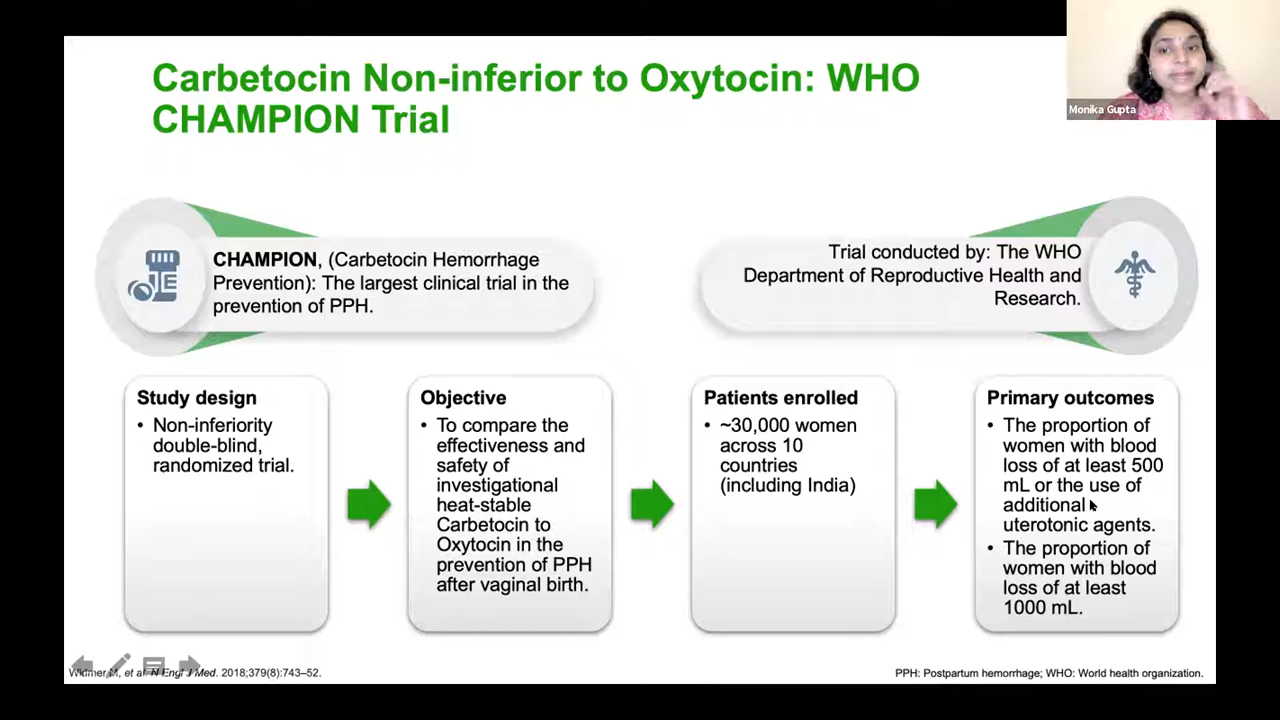 Carbetocin Non-inferior to Oxytocin: WHO
CHAMPION Trial
Monika Gupta
CHAMPION, (Carbetocin Hemorrhage
Prevention): The largest clinical trial in the
prevention of PPH.
Trial conducted by: The WHO
Department of Reproductive Health and
Research.
Study design
• Non-inferiority
double-blind,
randomized trial.
Objective
• To compare the
effectiveness and
safety of
investigational
heat-stable
Carbetocin to
Oxytocin in the
prevention of PPH
after vaginal birth.
Patients enrolled
• ~30,000 women
across 10
countries
(including India)
Primary outcomes
• The proportion of
women with blood
loss of at least 500
mL or the use of
additional
uterotonic agents.
• The proportion of
women with blood
loss of at least
1000 mL.
Widmer M, et al. N Engl J Med. 2018;379(8):743–52.
PPH: Postpartum hemorrhage; WHO: World health organization.